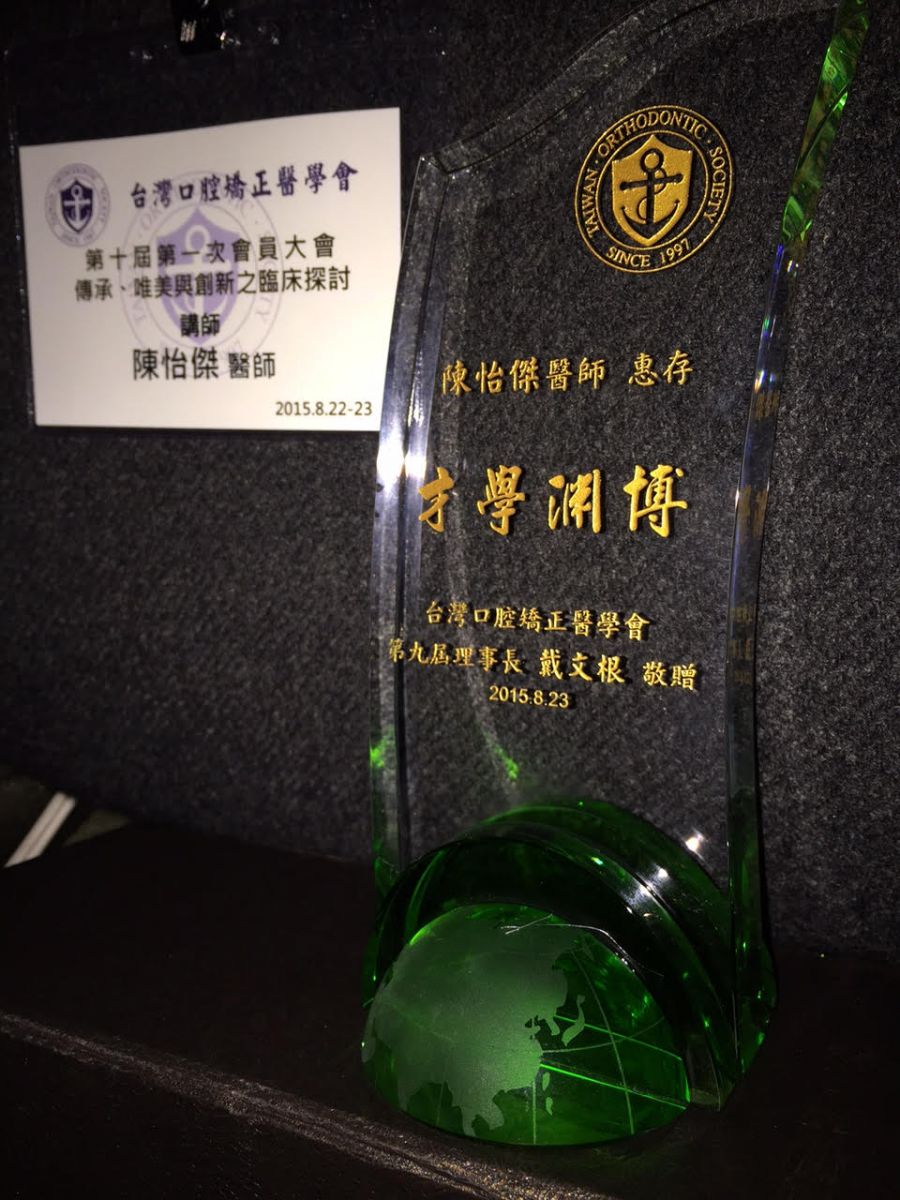 台灣口腔矯正醫學會
第十屆第一次會員大會
傳承、唯美與創新之臨床探討
講師
陳怡傑 醫師
2015.8.22-23
TAIWAN · ORTHODONTIC · SOCIETY
SINCE 1997
陳怡傑醫師 惠存
才學淵博
台灣口腔矯正醫學會
第九屆理事長 戴文根 敬贈
2015.8.23